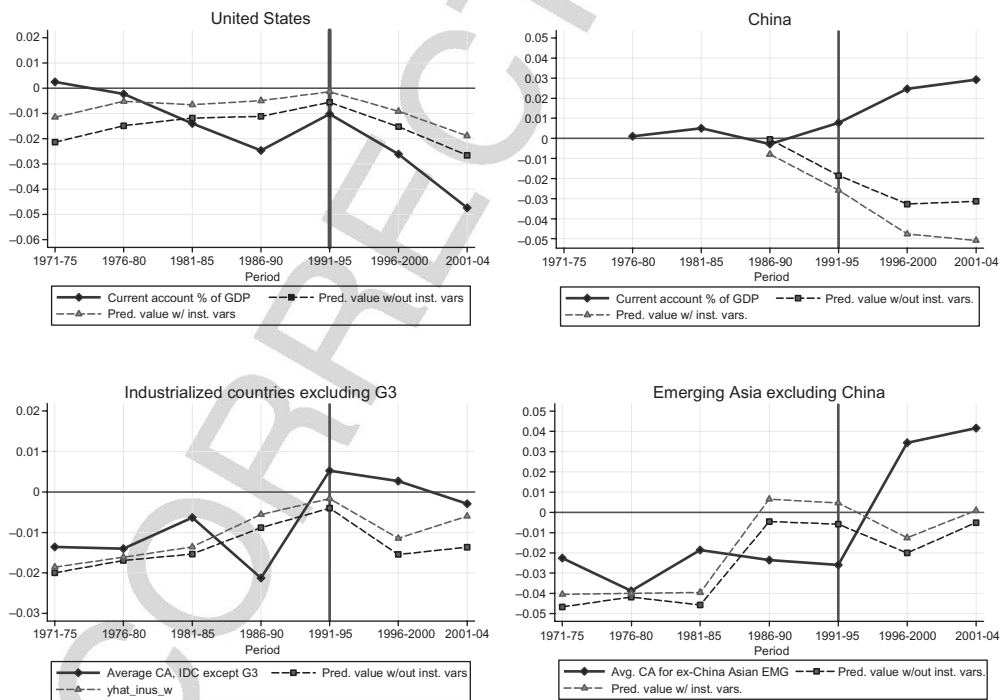 United States
0.02
0.01
0
–0.01
–0.02
–0.03
–0.04
–0.05
–0.06
1971-75 1976-80 1981-85 1986-90 1991-95 1996-2000 2001-04
Period
Current account % of GDP Pred. value w/out inst. vars
Pred. value w/ inst. vars
China
0.05
0.05
0.03
0.02
0.01
0
–0.01
–0.02
–0.03
–0.04
–0.05
1971-75 1976-80 1981-85 1986-90 1991-95 1996-2000 2001-04
Period
Current account % of GDP Pred. value w/out inst. vars.
Pred. value w/ inst. vars.
Industrialized countries excluding G3
0.02
0.01
0
–0.01
–0.02
–0.03
1971-75 1976-80 1981-85 1986-90 1991-95 1996-2000 2001-04
Period
Average CA, IDC except G3 Pred. value w/out inst. vars
yhat_inus_w
Emerging Asia excluding China
0.05
0.04
0.03
0.02
0.01
0
–0.01
–0.02
–0.03
–0.04
–0.05
1971-75 1976-80 1981-85 1986-90 1991-95 1996-2000 2001-04
Period
Avg. CA for ex-China Asian EMG Pred. value w/out inst. vars.
Pred. value w/ inst. vars.
CORRECT